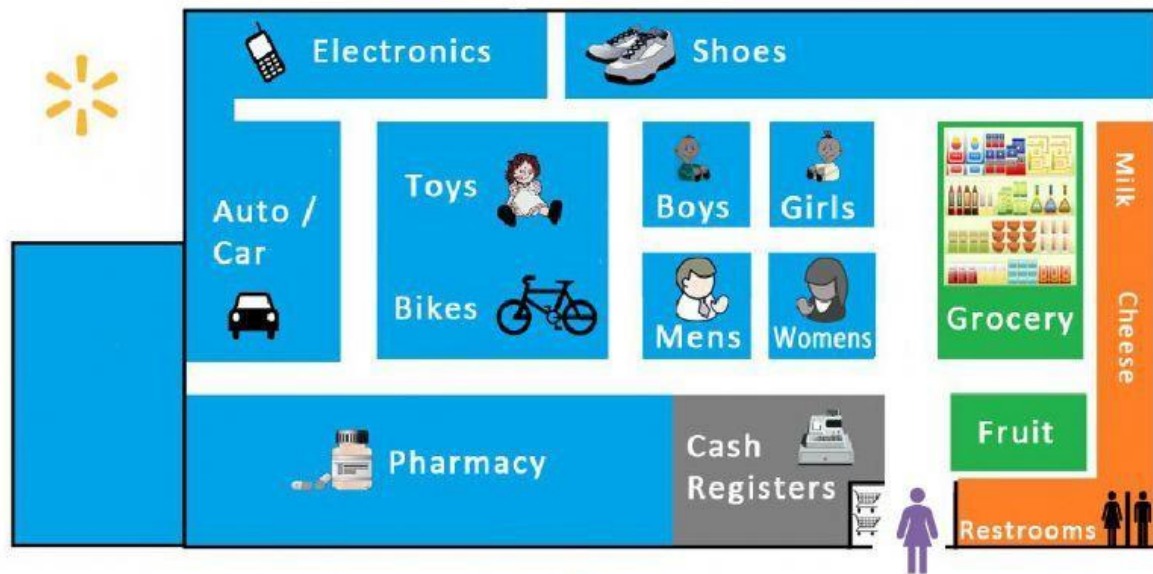 Electronics
Shoes
Toys
Boys
Girls
Milk
Auto /
Car
Bikes
Mens
Womens
Grocery
Cheese
Pharmacy
Cash
Registers
Fruit
Restrooms